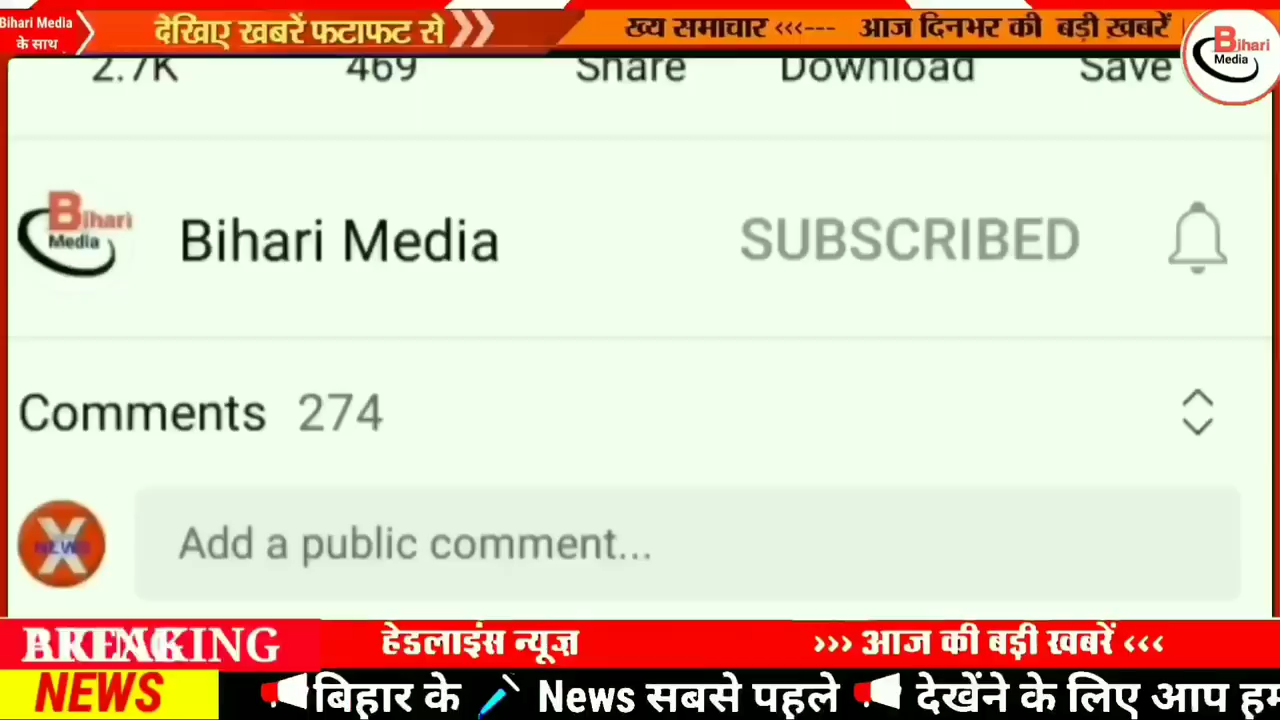 Bihari Media
के साथ
देखिए खबरें फटाफट से
ख्य समाचार <<<--- आज दिनभर की बड़ी ख़बरें
Bihari
Media
2.7K 469 Share Download Save
Bihari
Media
Bihari Media SUBSCRIBED
Comments 274
X
NEWS
Add a public comment...
BREAKING
NEWS
हेडलाइंस न्यूज़ >>> आज की बड़ी खबरें <<<
बिहार के News सबसे पहले देखेंने के लिए आप हम